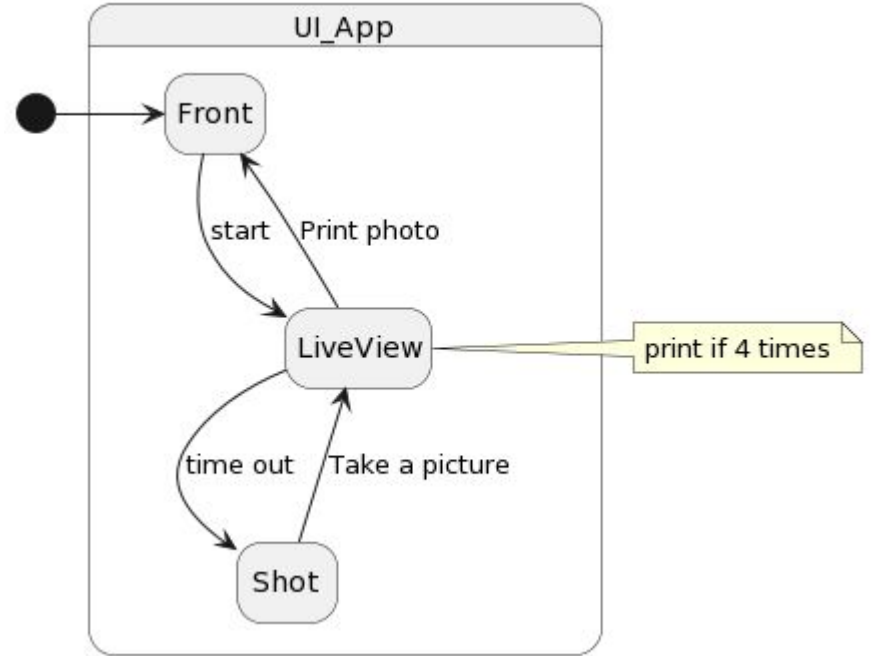 UI_App
Front
start
Print photo
LiveView
print if 4 times
time out
Take a picture
Shot